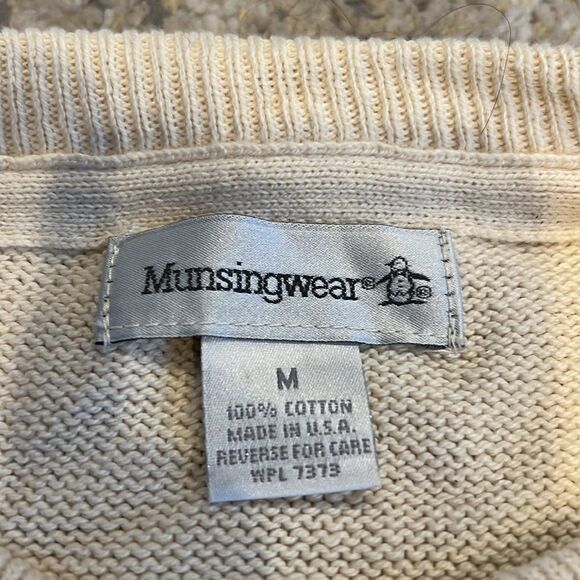 Munsingwear® ®
M
100% COTTON
MADE IN U.S.A.
REVERSE FOR CARE
WPL 7373